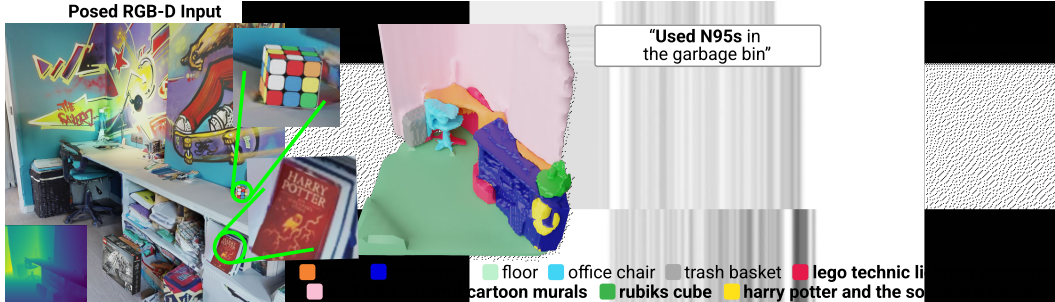 Posed RGB-D Input
“Used N95s in
the garbage bin”
HARRY
POTTER
floor office chair trash basket lego technic li
cartoon murals rubiks cube harry potter and the so